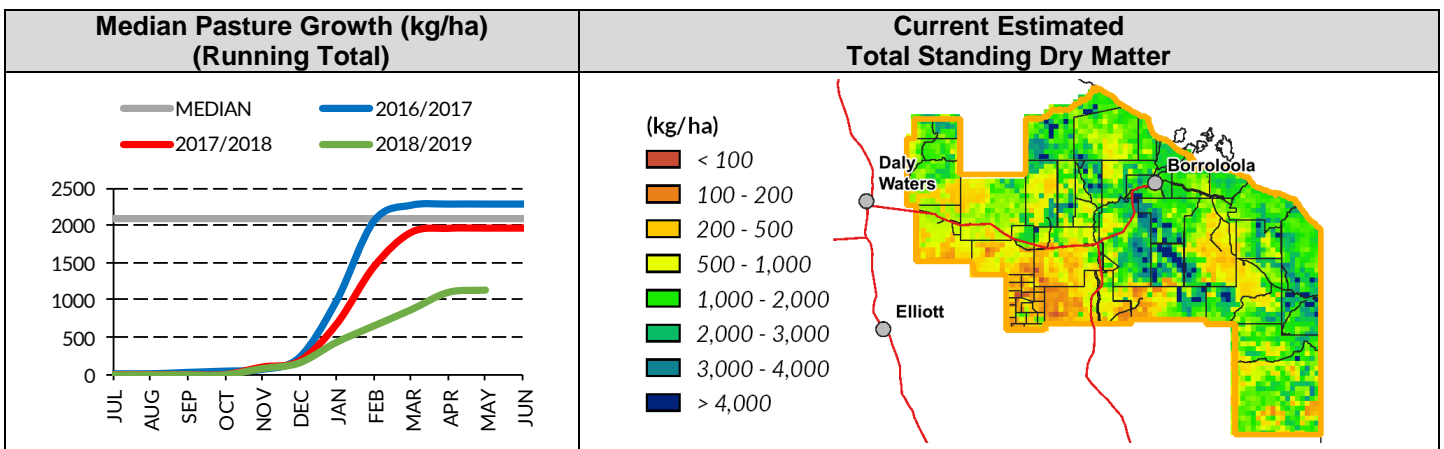 Median Pasture Growth (kg/ha)
(Running Total)
Current Estimated
Total Standing Dry Matter
MEDIAN
2016/2017
2017/2018
2018/2019
2500
2000
1500
1000
500
0
JUL
AUG
SEP
OCT
NOV
DEC
JAN
FEB
MAR
APR
MAY
JUN
(kg/ha)
< 100
100 - 200
200 - 500
500 - 1,000
1,000 - 2,000
2,000 - 3,000
3,000 - 4,000
> 4,000
Daly
Waters
Borroloola
Elliott